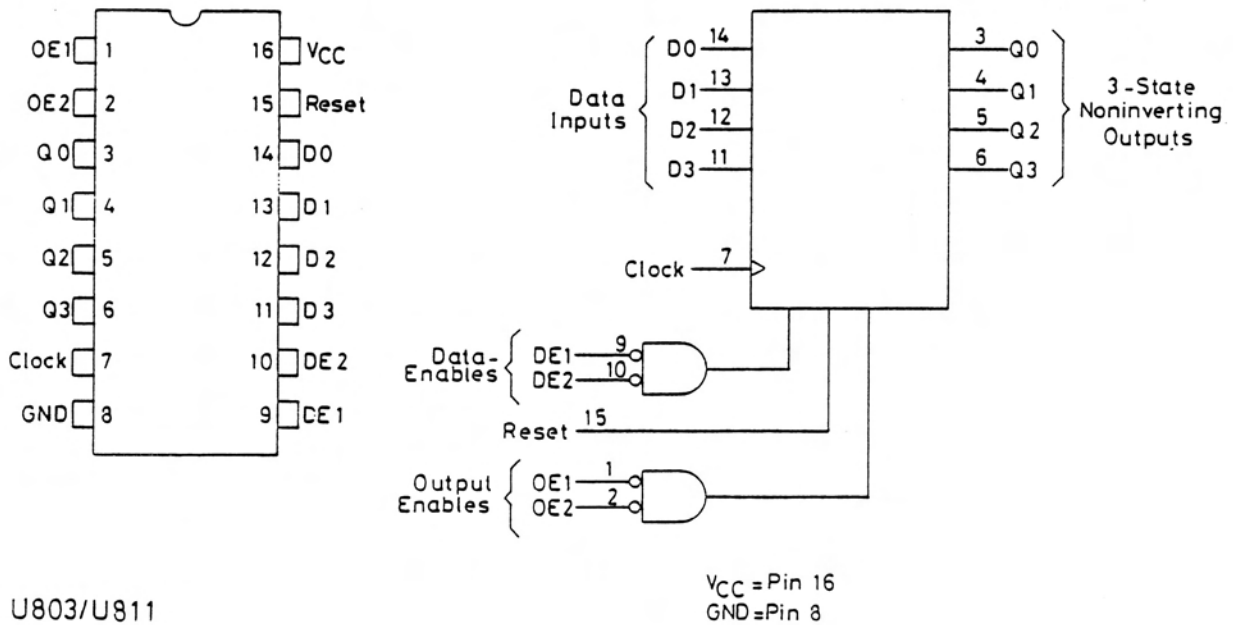 OE1 1 16 VCC
OE2 2 15 Reset
Q0 3 14 D0
Q1 4 13 D1
Q2 5 12 D2
Q3 6 11 D3
Clock 7 10 DE2
GND 8 9 DE1
Data
Inputs
D0 14
D1 13
D2 12
D3 11
3 Q0
4 Q1
5 Q2
6 Q3
3-State
Noninverting
Outputs
Clock 7
Data-
Enables
DE1 9
DE2 10
Reset 15
Output
Enables
OE1 1
OE2 2
VCC =Pin 16
GND =Pin 8
U803/U811